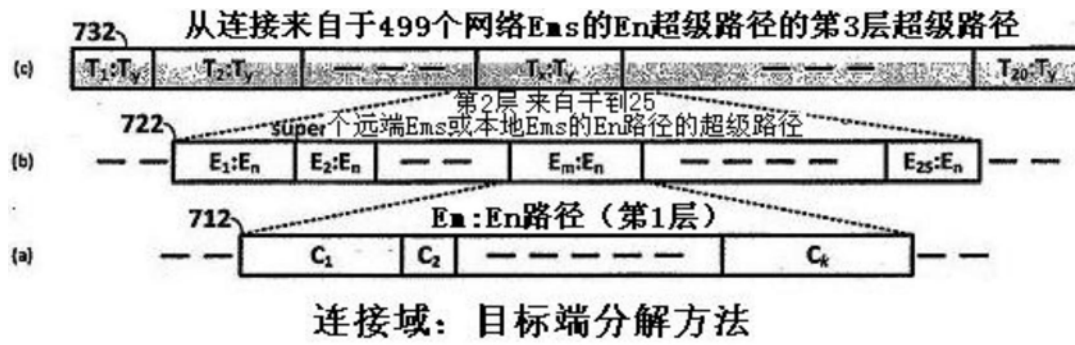 732 从连接来自于499个网络Ems的En超级路径的第3层超级路径
(c) T1:Ty T2:Ty Tx:Ty T20:Ty
第2层 来自于到25
722 super个远端Ems或本地Ems的En路径的超级路径
(b) E1:En E2:En Em:En E25:En
712 Em:En路径（第1层）
(a) C1 C2 Ck
连接域：目标端分解方法